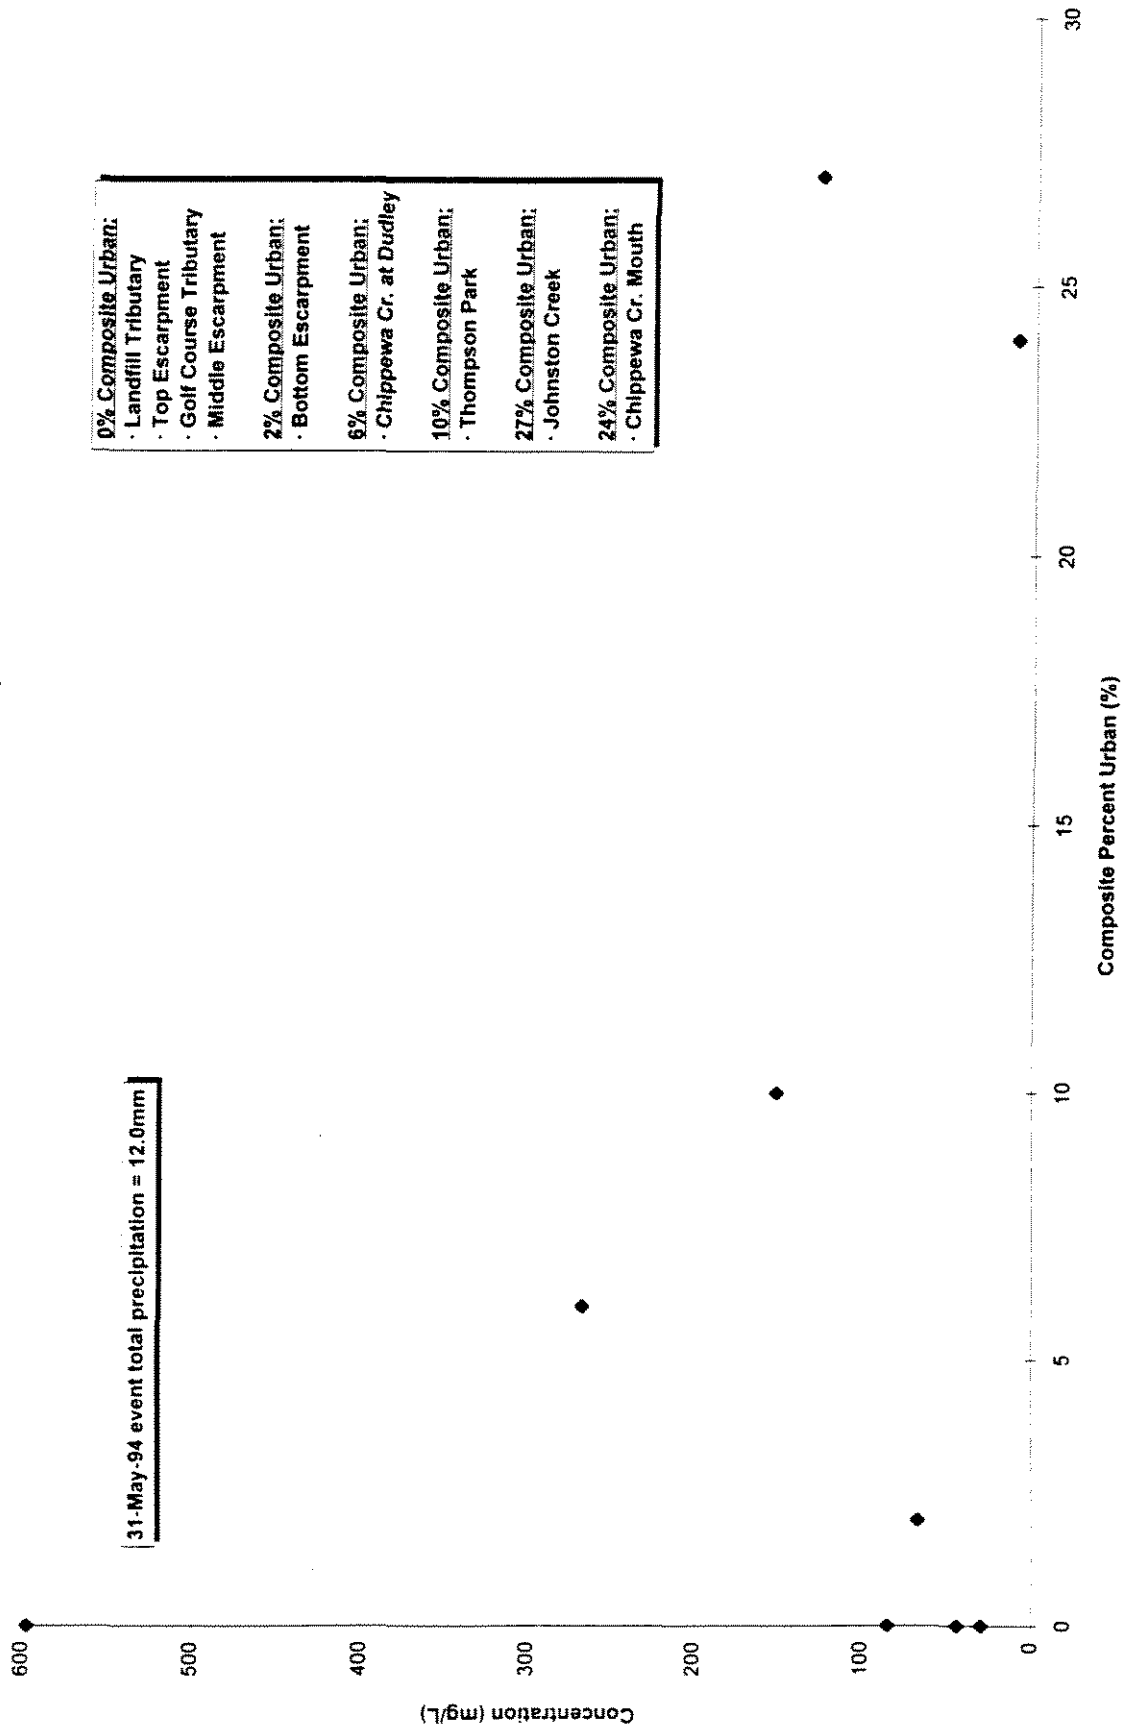 31-May-94 event total precipitation = 12.0mm
0% Composite Urban:
· Landfill Tributary
· Top Escarpment
· Golf Course Tributary
· Middle Escarpment
2% Composite Urban:
· Bottom Escarpment
6% Composite Urban:
· Chippewa Cr. at Dudley
10% Composite Urban:
· Thompson Park
27% Composite Urban:
· Johnston Creek
24% Composite Urban:
· Chippewa Cr. Mouth
Concentration (mg/L)
600
500
400
300
200
100
0
0
5
10
15
20
25
30
Composite Percent Urban (%)